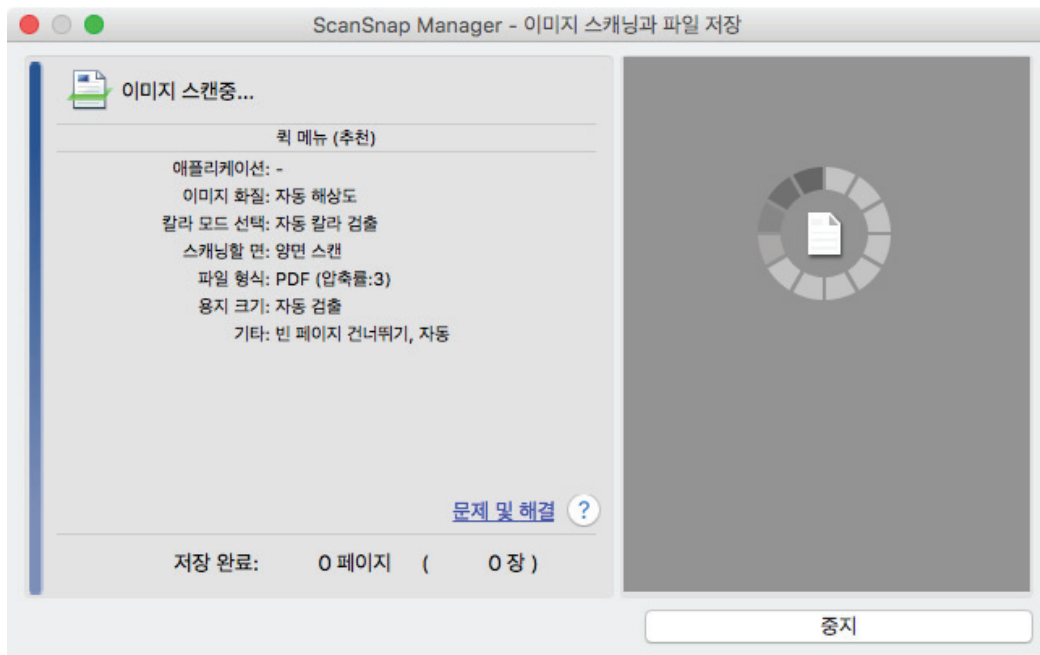 ScanSnap Manager - 이미지 스캐닝과 파일 저장
이미지 스캔중...
퀵 메뉴 (추천)
애플리케이션: -
이미지 화질: 자동 해상도
칼라 모드 선택: 자동 칼라 검출
스캐닝할 면: 양면 스캔
파일 형식: PDF (압축률:3)
용지 크기: 자동 검출
기타: 빈 페이지 건너뛰기, 자동
문제 및 해결 ?
저장 완료: 0 페이지 ( 0 장 )
중지